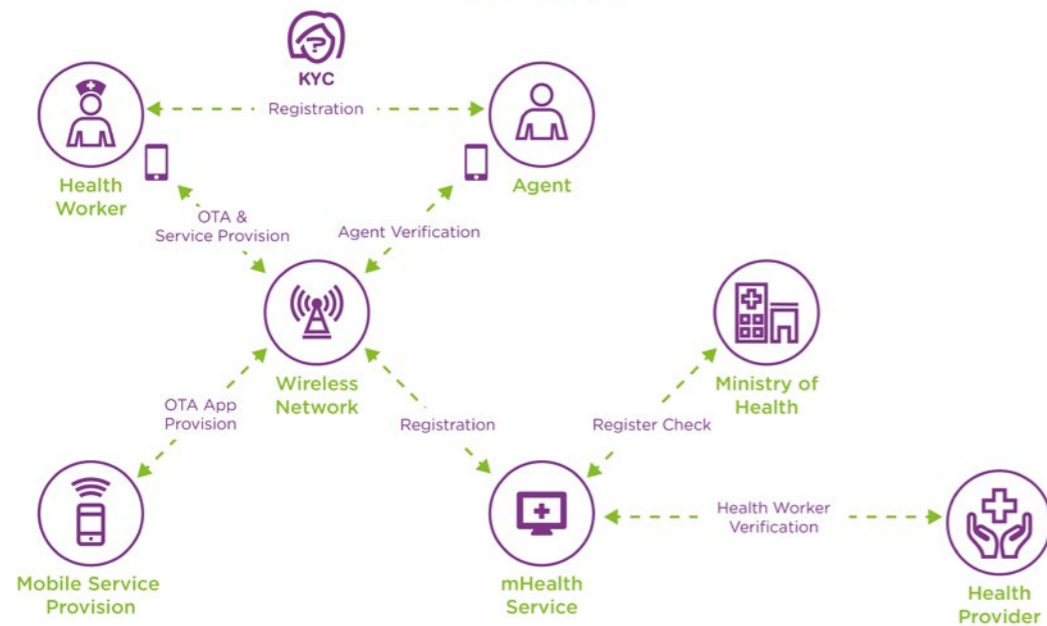 KYC
Registration
Health
Worker
Agent
OTA &
Service Provision
Agent Verification
Wireless
Network
Ministry of
Health
OTA App
Provision
Registration
Register Check
Health Worker
Verification
Mobile Service
Provision
mHealth
Service
Health
Provider